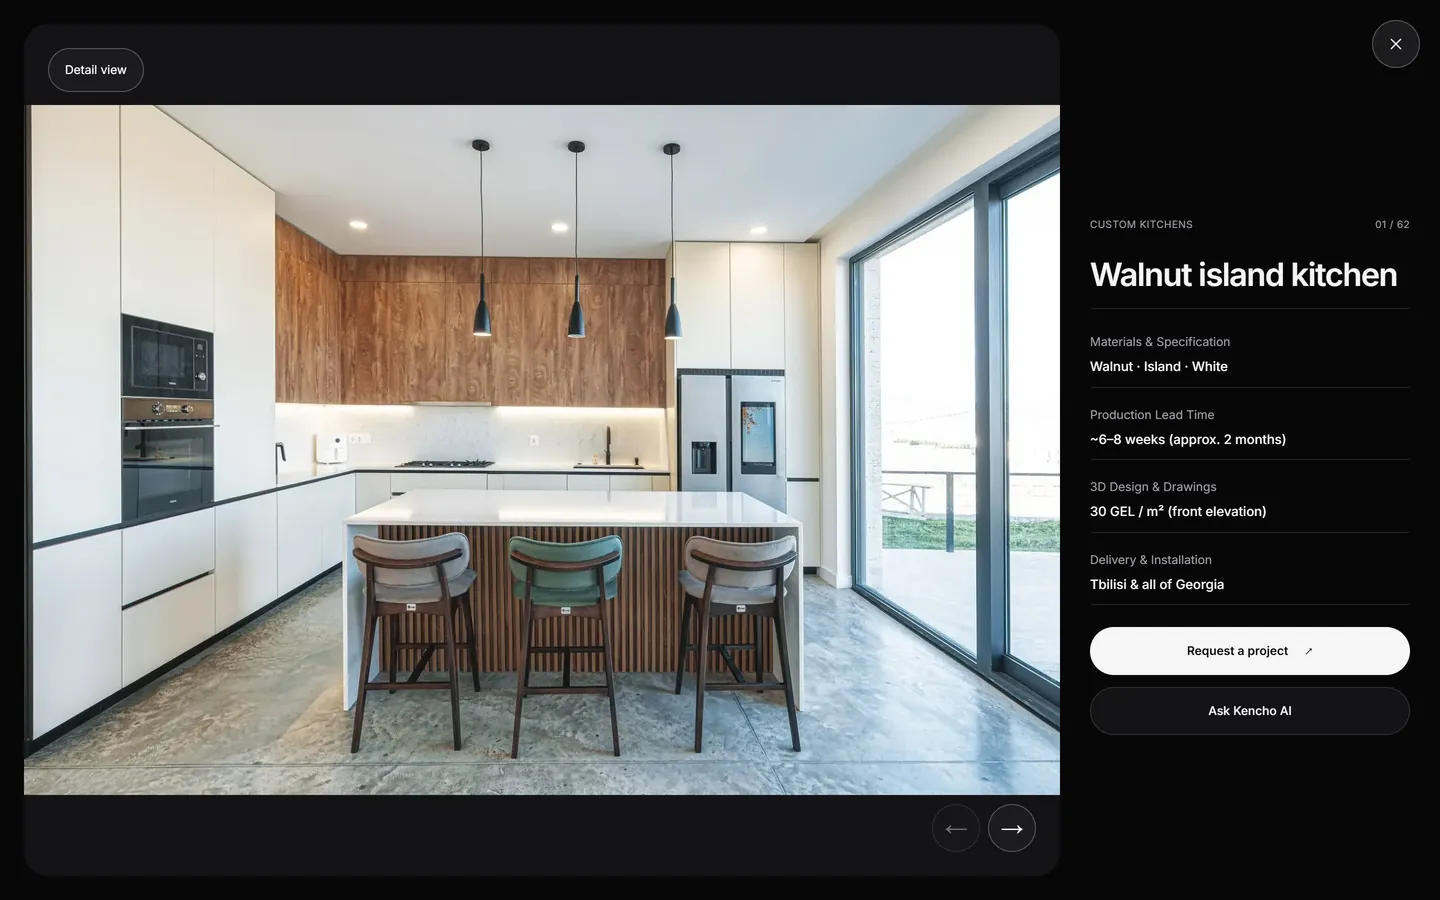 Detail view
CUSTOM KITCHENS
01 / 62
Walnut island kitchen
Materials & Specification
Walnut · Island · White
Production Lead Time
~6–8 weeks (approx. 2 months)
3D Design & Drawings
30 GEL / m² (front elevation)
Delivery & Installation
Tbilisi & all of Georgia
Request a project ↗
Ask Kencho AI